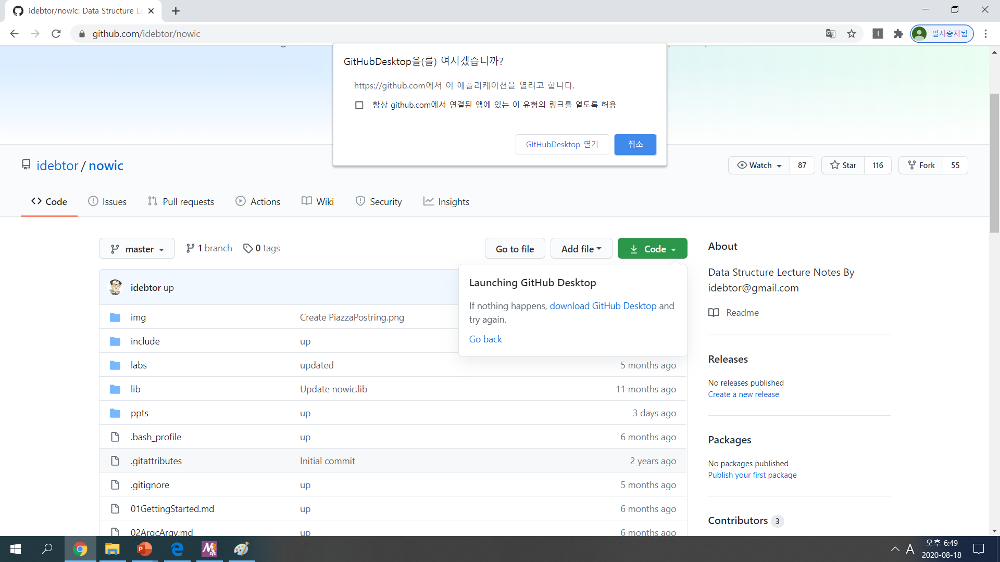 idebtor/nowic: Data Structure Le
github.com/idebtor/nowic
일시중지됨
GitHubDesktop을(를) 여시겠습니까?
https://github.com에서 이 애플리케이션을 열려고 합니다.
항상 github.com에서 연결된 앱에 있는 이 유형의 링크를 열도록 허용
GitHubDesktop 열기 취소
idebtor / nowic
Watch 87 Star 116 Fork 55
Code Issues Pull requests Actions Wiki Security Insights
master 1 branch 0 tags Go to file Add file Code
Launching GitHub Desktop
If nothing happens, download GitHub Desktop and
try again.
Go back
idebtor up
img Create PiazzaPostring.png
include up
labs updated 5 months ago
lib Update nowic.lib 11 months ago
ppts up 3 days ago
.bash_profile up 6 months ago
.gitattributes Initial commit 2 years ago
.gitignore up 5 months ago
01GettingStarted.md up 6 months ago
02ArgcArgv.md up 6 months ago
About
Data Structure Lecture Notes By
idebtor@gmail.com
Readme
Releases
No releases published
Create a new release
Packages
No packages published
Publish your first package
Contributors 3
A
오후 6:49
2020-08-18